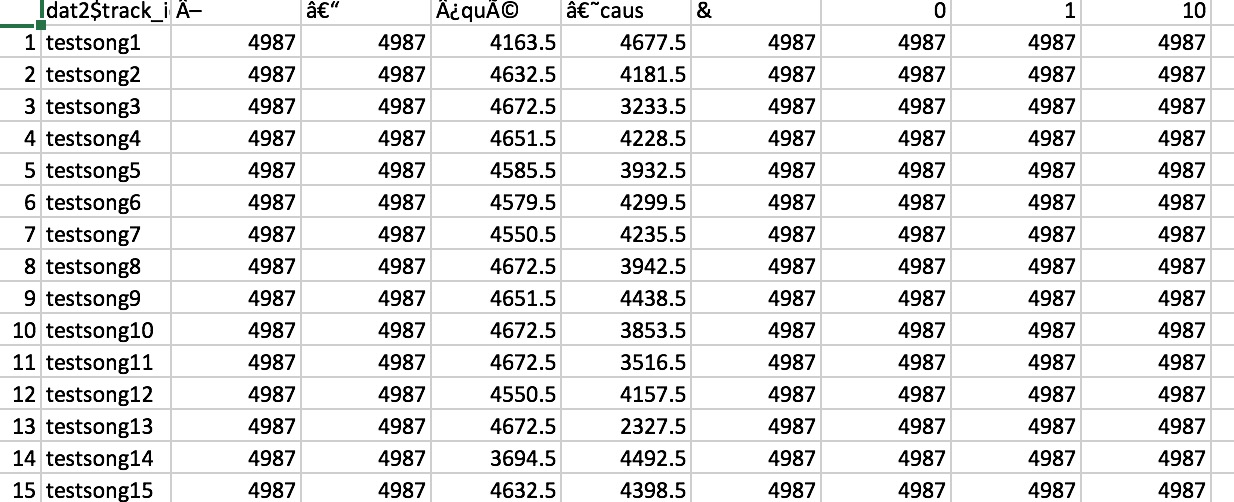 dat2$track_i Ã– â€“ Â¿quÃ© â€˜caus & 0 1 10
1 testsong1 4987 4987 4163.5 4677.5 4987 4987 4987 4987
2 testsong2 4987 4987 4632.5 4181.5 4987 4987 4987 4987
3 testsong3 4987 4987 4672.5 3233.5 4987 4987 4987 4987
4 testsong4 4987 4987 4651.5 4228.5 4987 4987 4987 4987
5 testsong5 4987 4987 4585.5 3932.5 4987 4987 4987 4987
6 testsong6 4987 4987 4579.5 4299.5 4987 4987 4987 4987
7 testsong7 4987 4987 4550.5 4235.5 4987 4987 4987 4987
8 testsong8 4987 4987 4672.5 3942.5 4987 4987 4987 4987
9 testsong9 4987 4987 4651.5 4438.5 4987 4987 4987 4987
10 testsong10 4987 4987 4672.5 3853.5 4987 4987 4987 4987
11 testsong11 4987 4987 4672.5 3516.5 4987 4987 4987 4987
12 testsong12 4987 4987 4550.5 4157.5 4987 4987 4987 4987
13 testsong13 4987 4987 4672.5 2327.5 4987 4987 4987 4987
14 testsong14 4987 4987 3694.5 4492.5 4987 4987 4987 4987
15 testsong15 4987 4987 4632.5 4398.5 4987 4987 4987 4987